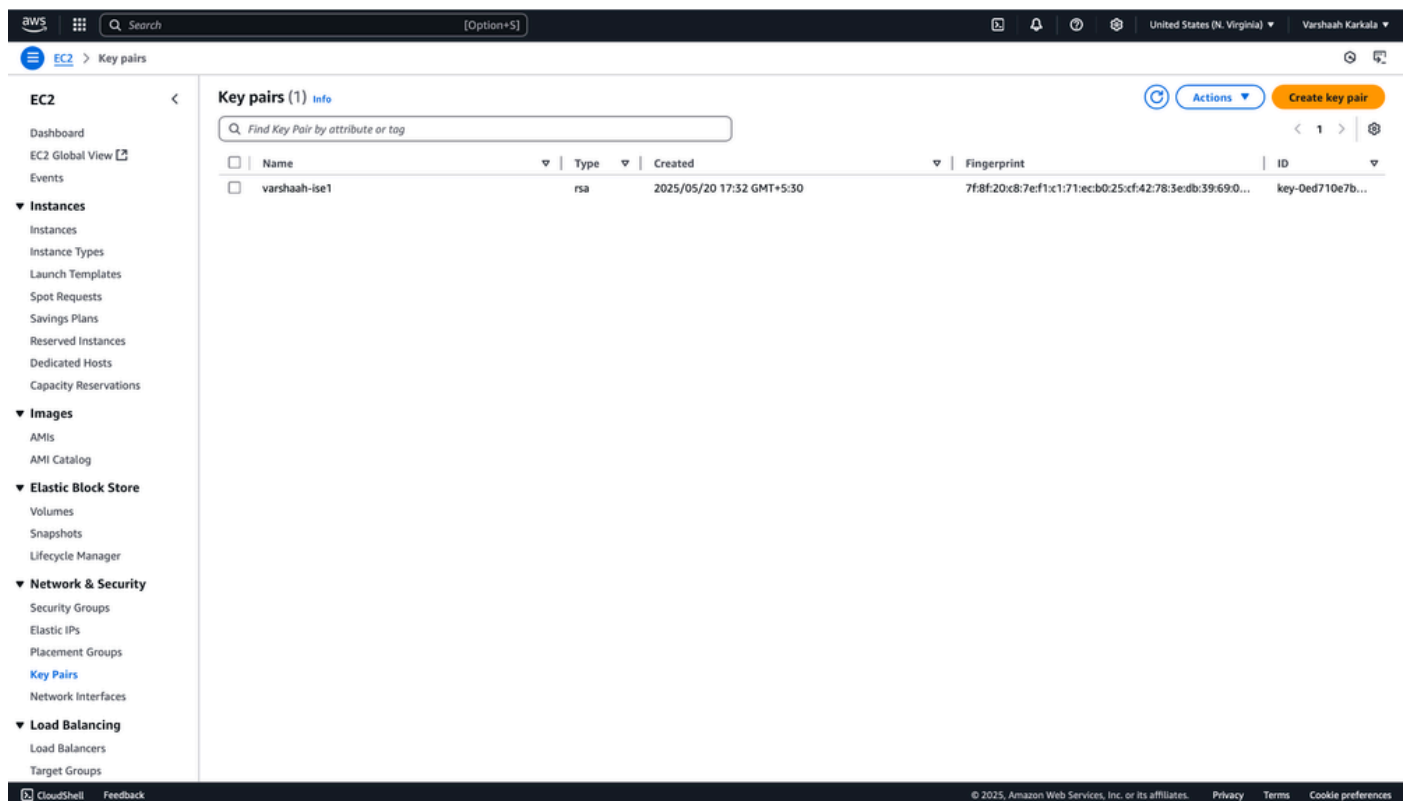 aws Search [Option+S] United States (N. Virginia) Varshaah Karkala
EC2 > Key pairs
EC2
Dashboard
EC2 Global View
Events
Instances
Instances
Instance Types
Launch Templates
Spot Requests
Savings Plans
Reserved Instances
Dedicated Hosts
Capacity Reservations
Images
AMIs
AMI Catalog
Elastic Block Store
Volumes
Snapshots
Lifecycle Manager
Network & Security
Security Groups
Elastic IPs
Placement Groups
Key Pairs
Network Interfaces
Load Balancing
Load Balancers
Target Groups
Key pairs (1) Info
Actions Create key pair
Find Key Pair by attribute or tag
< 1 >
Name Type Created Fingerprint ID
varshaah-ise1 rsa 2025/05/20 17:32 GMT+5:30 7f:8f:20:c8:7e:f1:c1:71:ec:b0:25:cf:42:78:3e:db:39:69:0... key-0ed710e7b...
CloudShell Feedback © 2025, Amazon Web Services, Inc. or its affiliates. Privacy Terms Cookie preferences